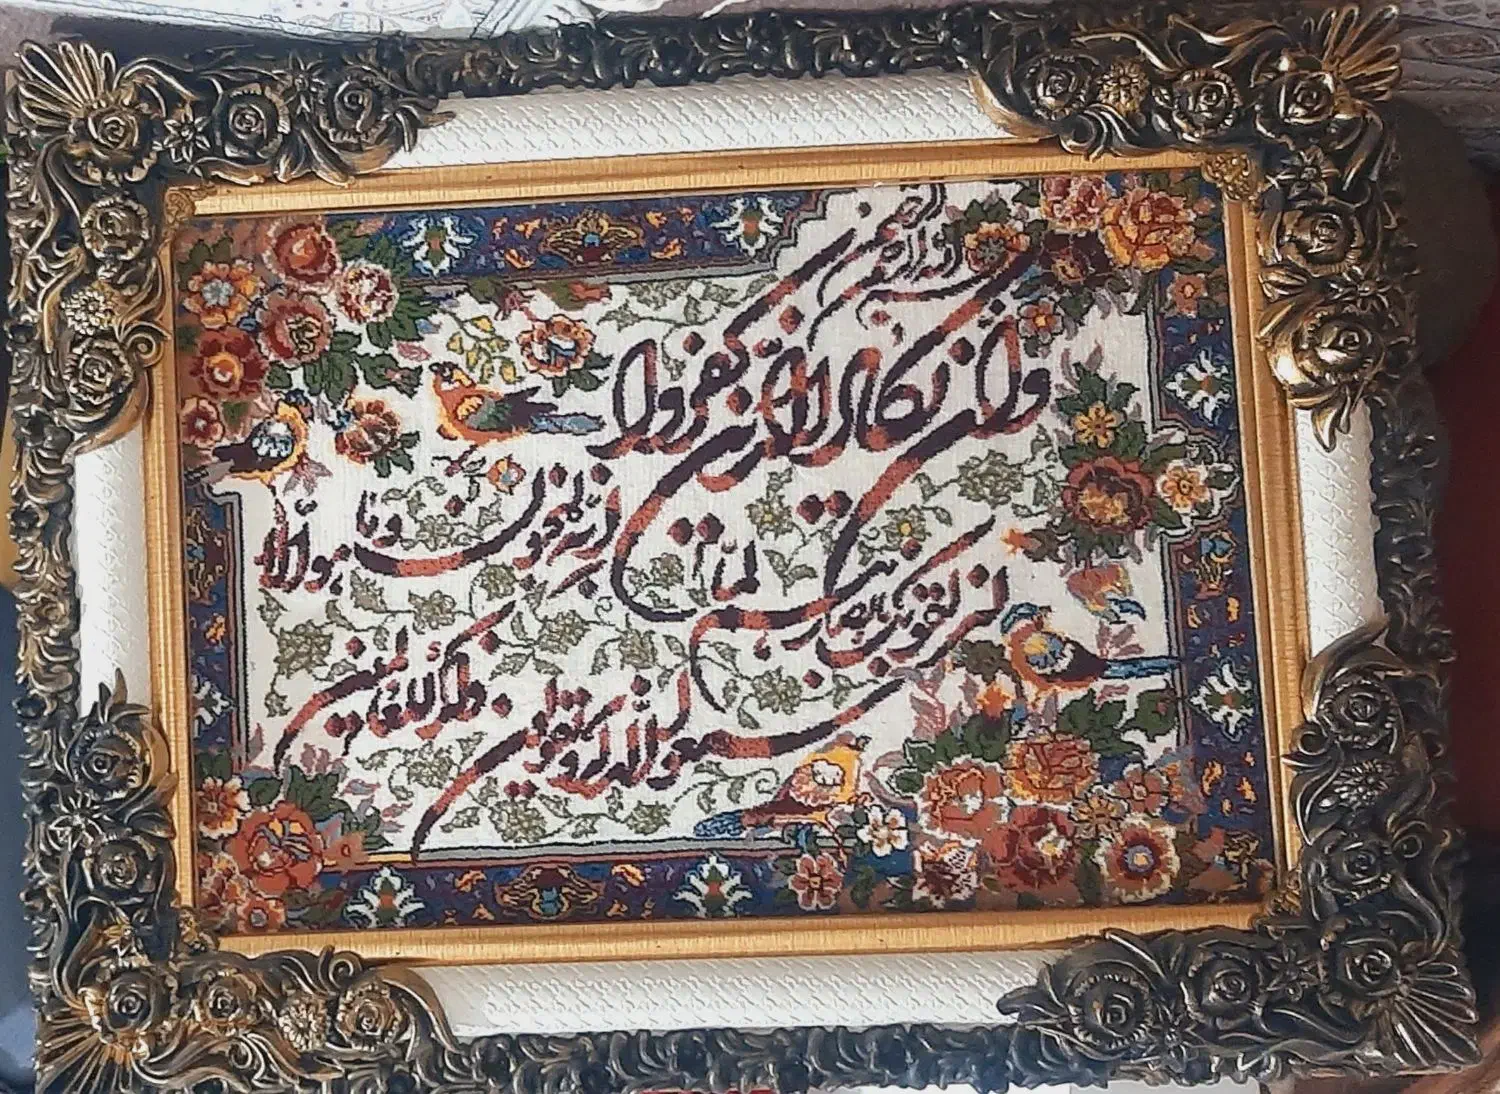 بسم الله الرحمن الرحیم
وان یکاد الذین کفروا
لیزلقونک بابصارهم لما
سمعوا الذکر و یقولون
انه لمجنون وما هو الا
ذکر للعالمین